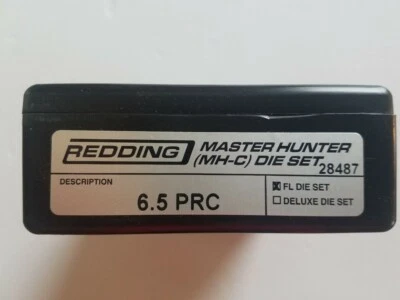 REDDING MASTER HUNTER
(MH-C) DIE SET
28487
DESCRIPTION
6.5 PRC
☒ FL DIE SET
☐ DELUXE DIE SET